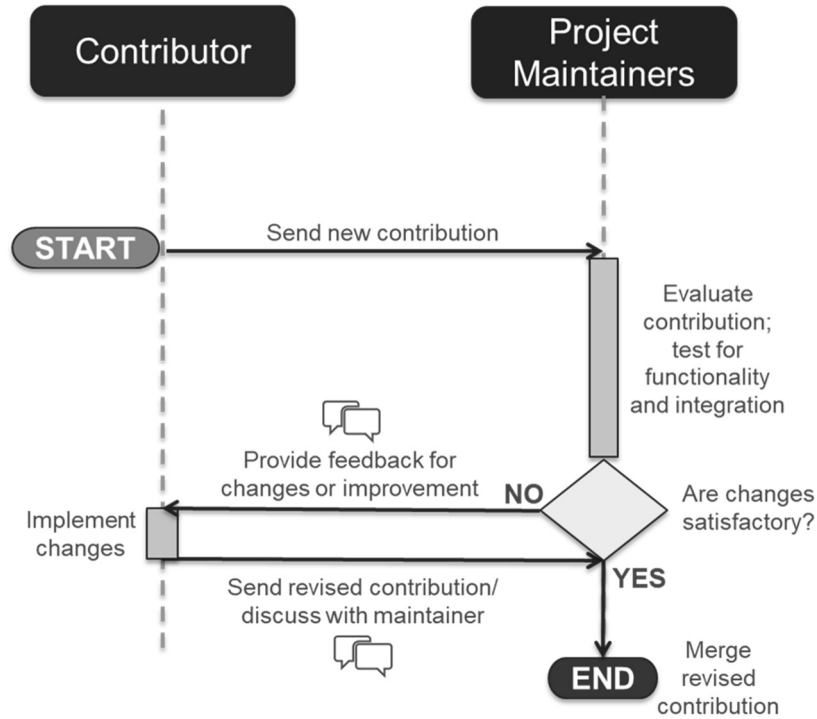 Contributor
Project
Maintainers
START
Send new contribution
Evaluate
contribution;
test for
functionality
and integration
Provide feedback for
changes or improvement
NO
Are changes
satisfactory?
Implement
changes
YES
Send revised contribution/
discuss with maintainer
END
Merge
revised
contribution